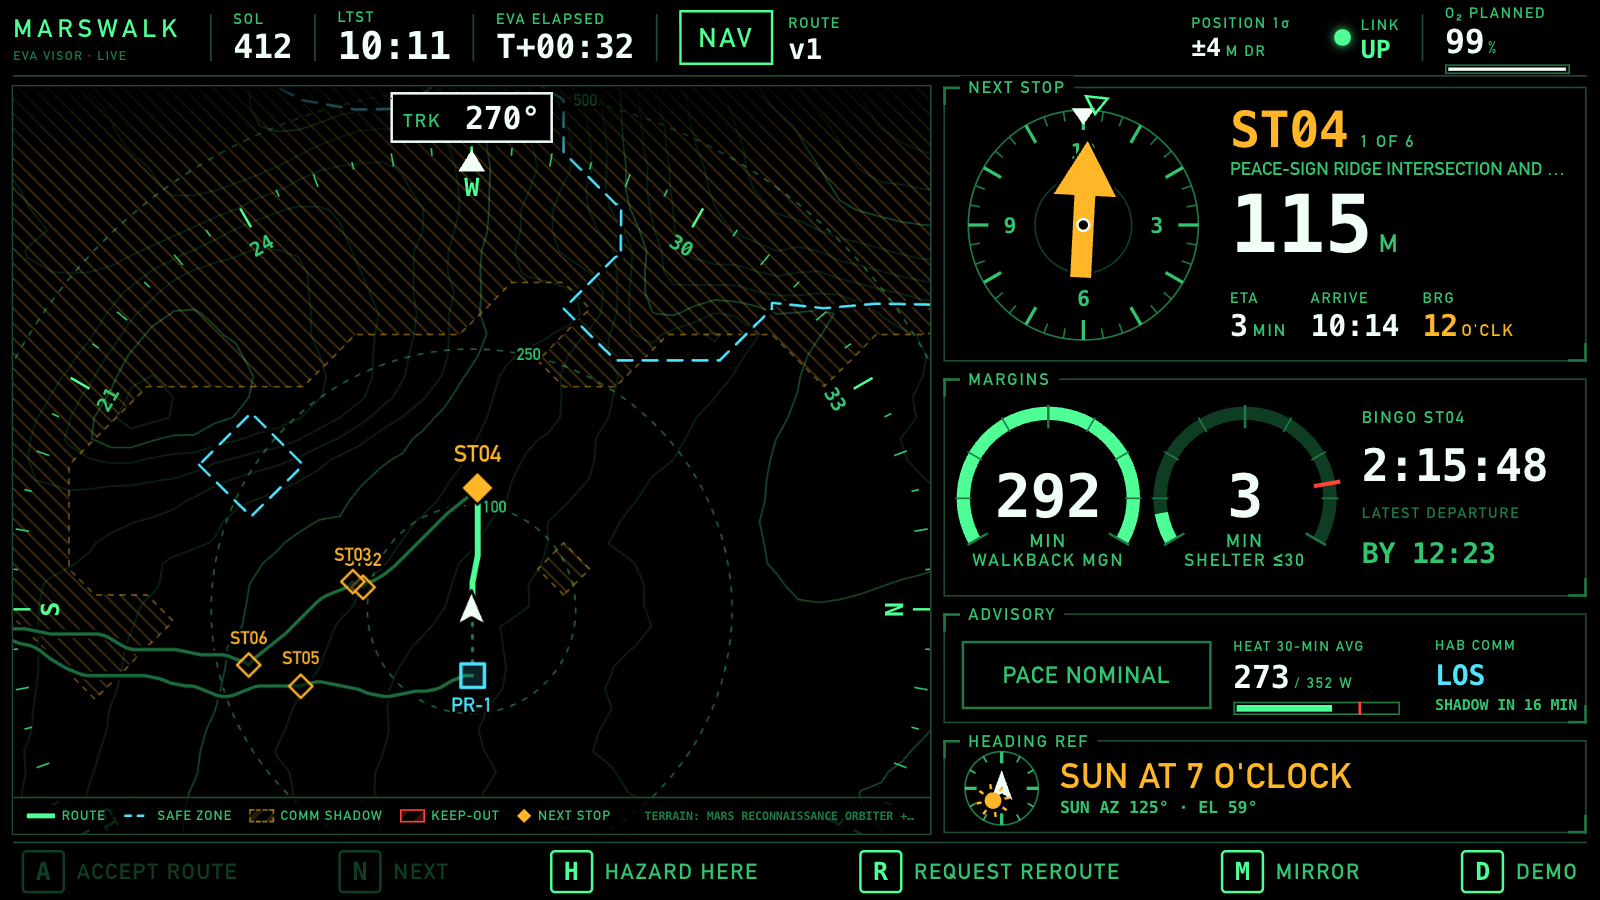 MARSWALK
EVA VISOR · LIVE
SOL
412
LTST
10:11
EVA ELAPSED
T+00:32
NAV
ROUTE
v1
POSITION 1σ
±4 M DR
LINK
UP
O₂ PLANNED
99 %
TRK 270°
W
500
24
30
250
21
33
ST04
100
ST03
S
N
ST06
ST05
PR-1
ROUTE
SAFE ZONE
COMM SHADOW
KEEP-OUT
NEXT STOP
TERRAIN: MARS RECONNAISSANCE ORBITER +…
NEXT STOP
9
3
6
ST04 1 OF 6
PEACE-SIGN RIDGE INTERSECTION AND …
115 M
ETA
3 MIN
ARRIVE
10:14
BRG
12 O'CLK
MARGINS
292
MIN
WALKBACK MGN
3
MIN
SHELTER ≤30
BINGO ST04
2:15:48
LATEST DEPARTURE
BY 12:23
ADVISORY
PACE NOMINAL
HEAT 30-MIN AVG
273 / 352 W
HAB COMM
LOS
SHADOW IN 16 MIN
HEADING REF
SUN AT 7 O'CLOCK
SUN AZ 125° · EL 59°
A ACCEPT ROUTE
N NEXT
H HAZARD HERE
R REQUEST REROUTE
M MIRROR
D DEMO